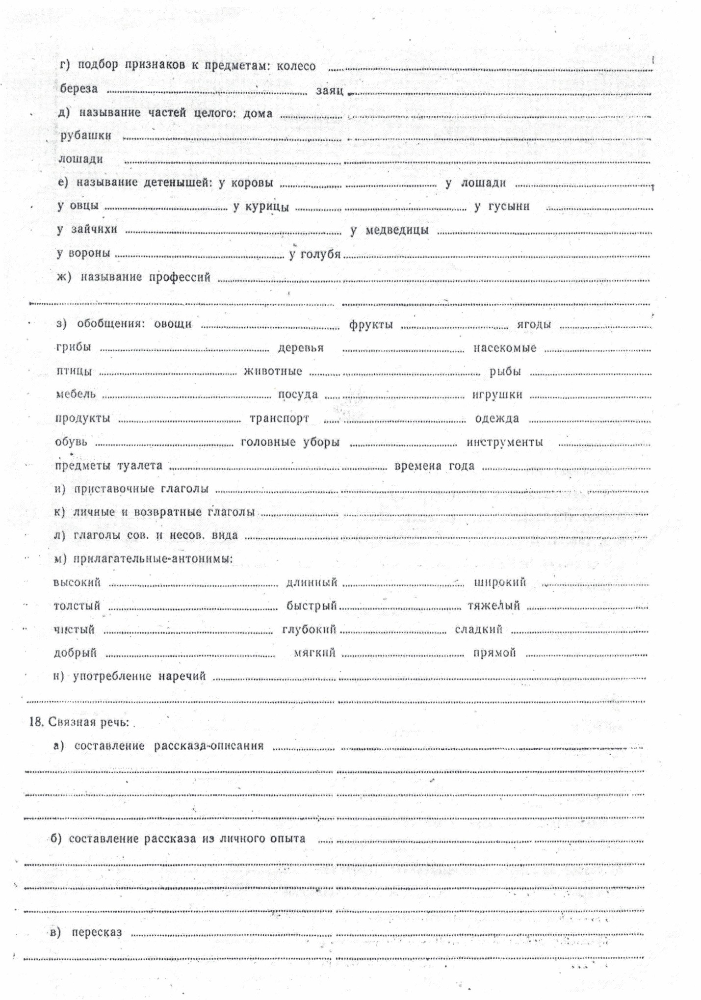 г) подбор признаков к предметам: колесо ........................
береза ........................ заяц ........................
д) называние частей целого: дома ........................
рубашки ........................
лошади ........................
е) называние детенышей: у коровы ........................ у лошади ........................
у овцы ........................ у курицы ........................ у гусыни ........................
у зайчихи ........................ у медведицы ........................
у вороны ........................ у голубя ........................
ж) называние профессий ........................
........................
з) обобщения: овощи ........................ фрукты ........................ ягоды ........................
грибы ........................ деревья ........................ насекомые ........................
птицы ........................ животные ........................ рыбы ........................
мебель ........................ посуда ........................ игрушки ........................
продукты ........................ транспорт ........................ одежда ........................
обувь ........................ головные уборы ........................ инструменты ........................
предметы туалета ........................ времена года ........................
и) приставочные глаголы ........................
к) личные и возвратные глаголы ........................
л) глаголы сов. и несов. вида ........................
м) прилагательные-антонимы:
высокий ........................ длинный ........................ широкий ........................
толстый ........................ быстрый ........................ тяжелый ........................
чистый ........................ глубокий ........................ сладкий ........................
добрый ........................ мягкий ........................ прямой ........................
н) употребление наречий ........................
........................
18. Связная речь:
а) составление рассказа-описания ........................
........................
........................
........................
б) составление рассказа из личного опыта ........................
........................
........................
........................
в) пересказ ........................
........................